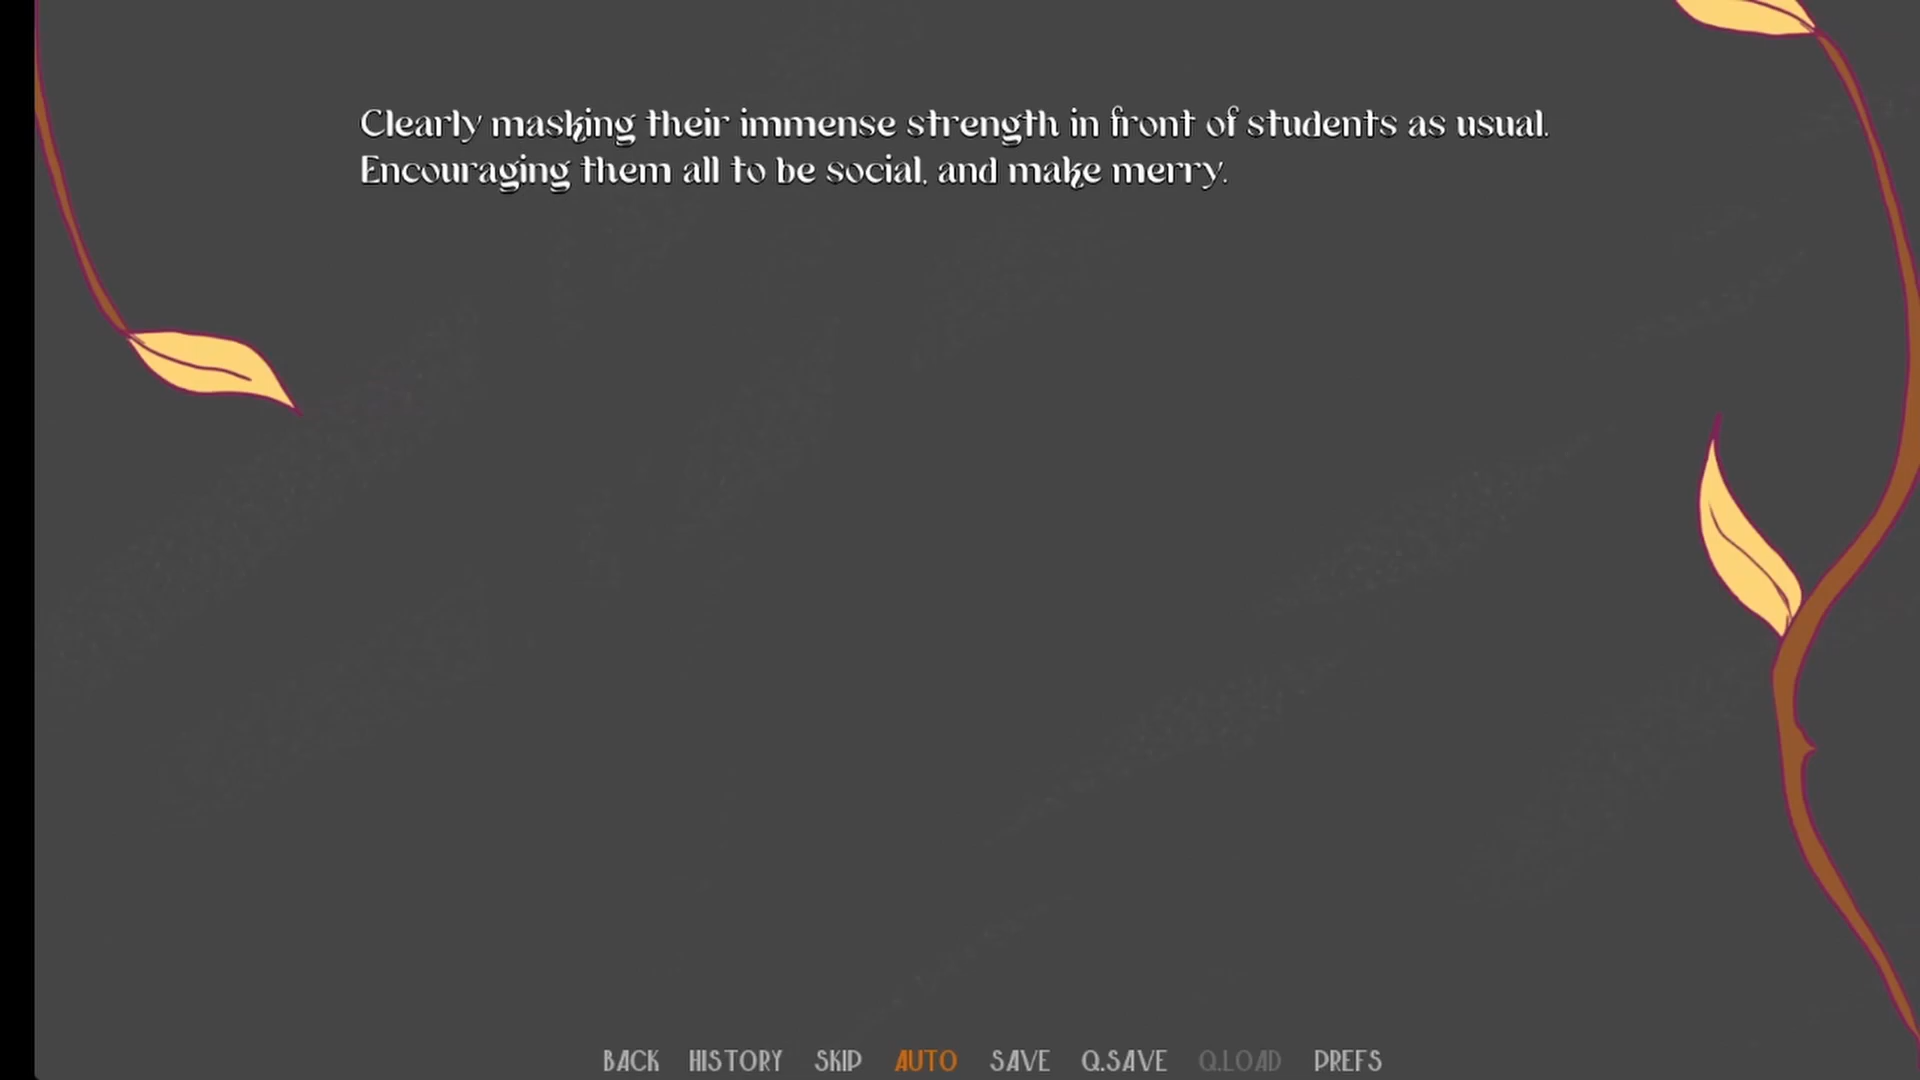 Clearly masking their immense strength in front of students as usual.
Encouraging them all to be social, and make merry.
BACK HISTORY SKIP AUTO SAVE Q.SAVE Q.LOAD PREFS